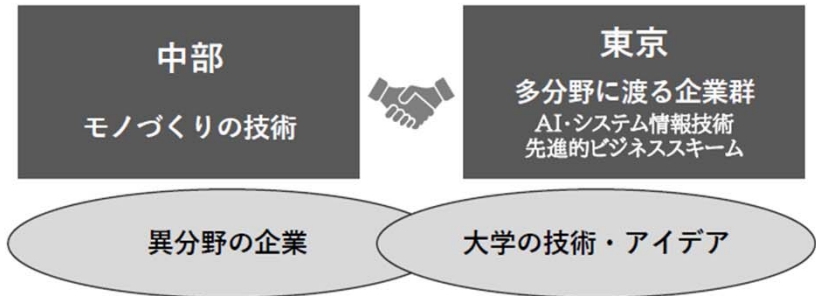 中部
モノづくりの技術
東京
多分野に渡る企業群
AI・システム情報技術
先進的ビジネススキーム
異分野の企業
大学の技術・アイデア